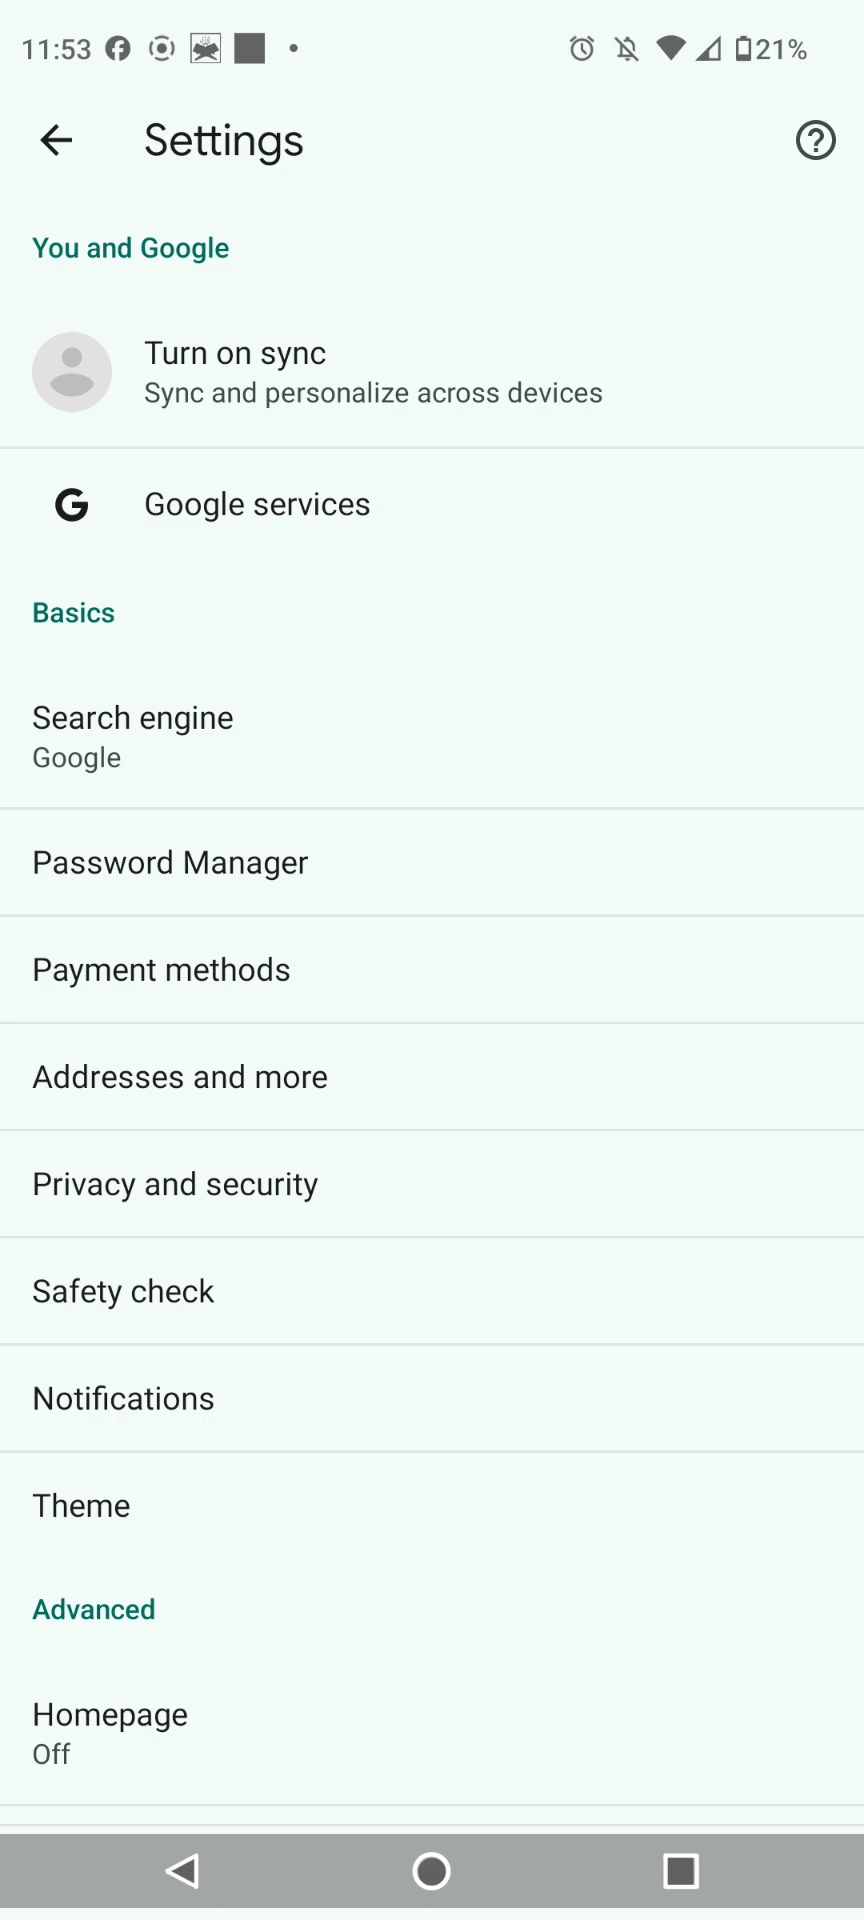 11:53 21%
Settings
You and Google
Turn on sync
Sync and personalize across devices
Google services
Basics
Search engine
Google
Password Manager
Payment methods
Addresses and more
Privacy and security
Safety check
Notifications
Theme
Advanced
Homepage
Off